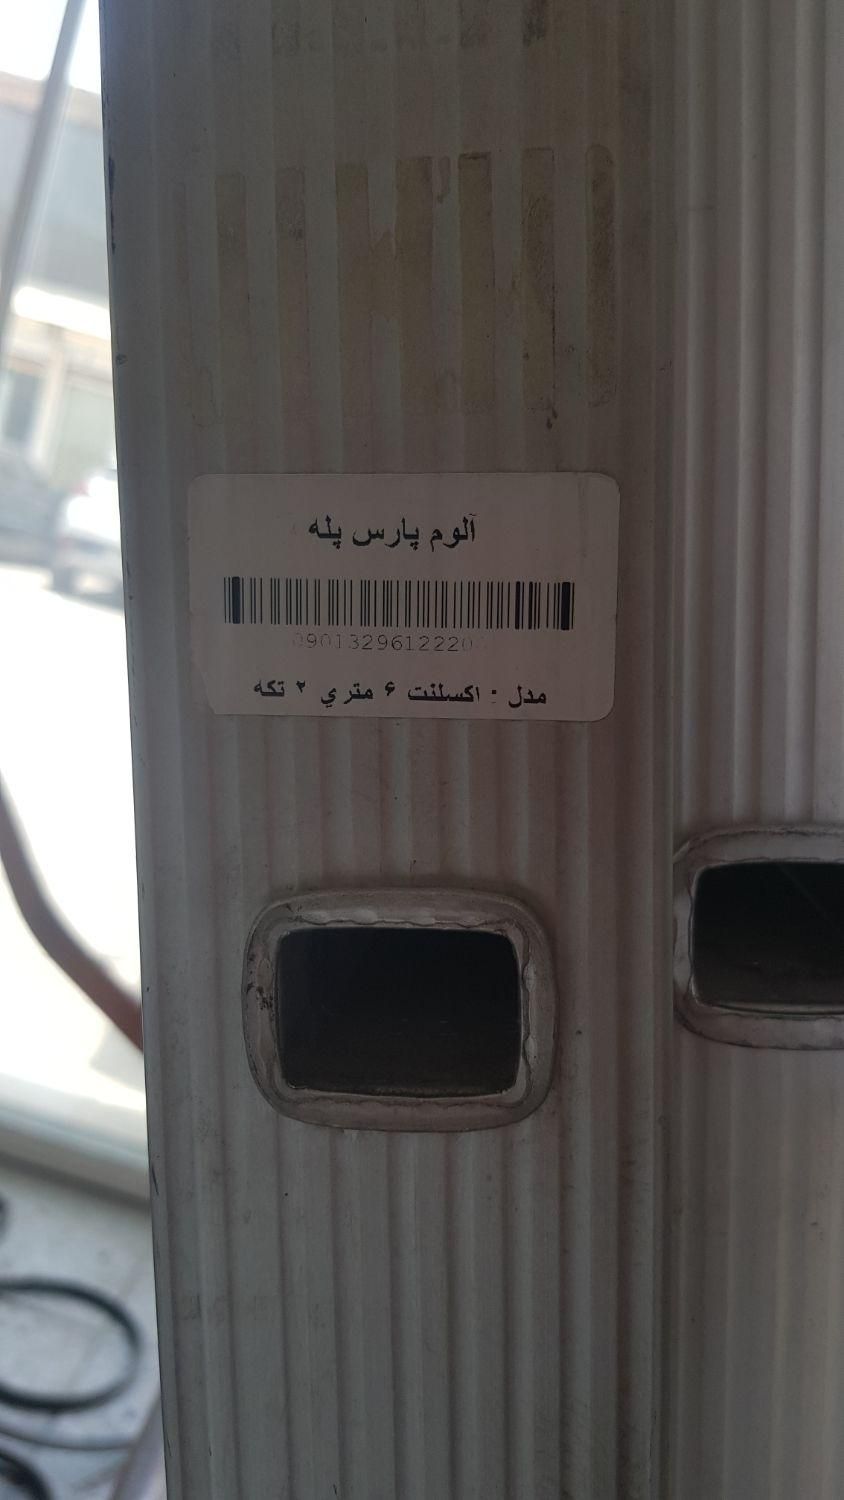 آلوم پارس پله
0901329612220
مدل : اکسلنت ۶ متري ۲ تکه